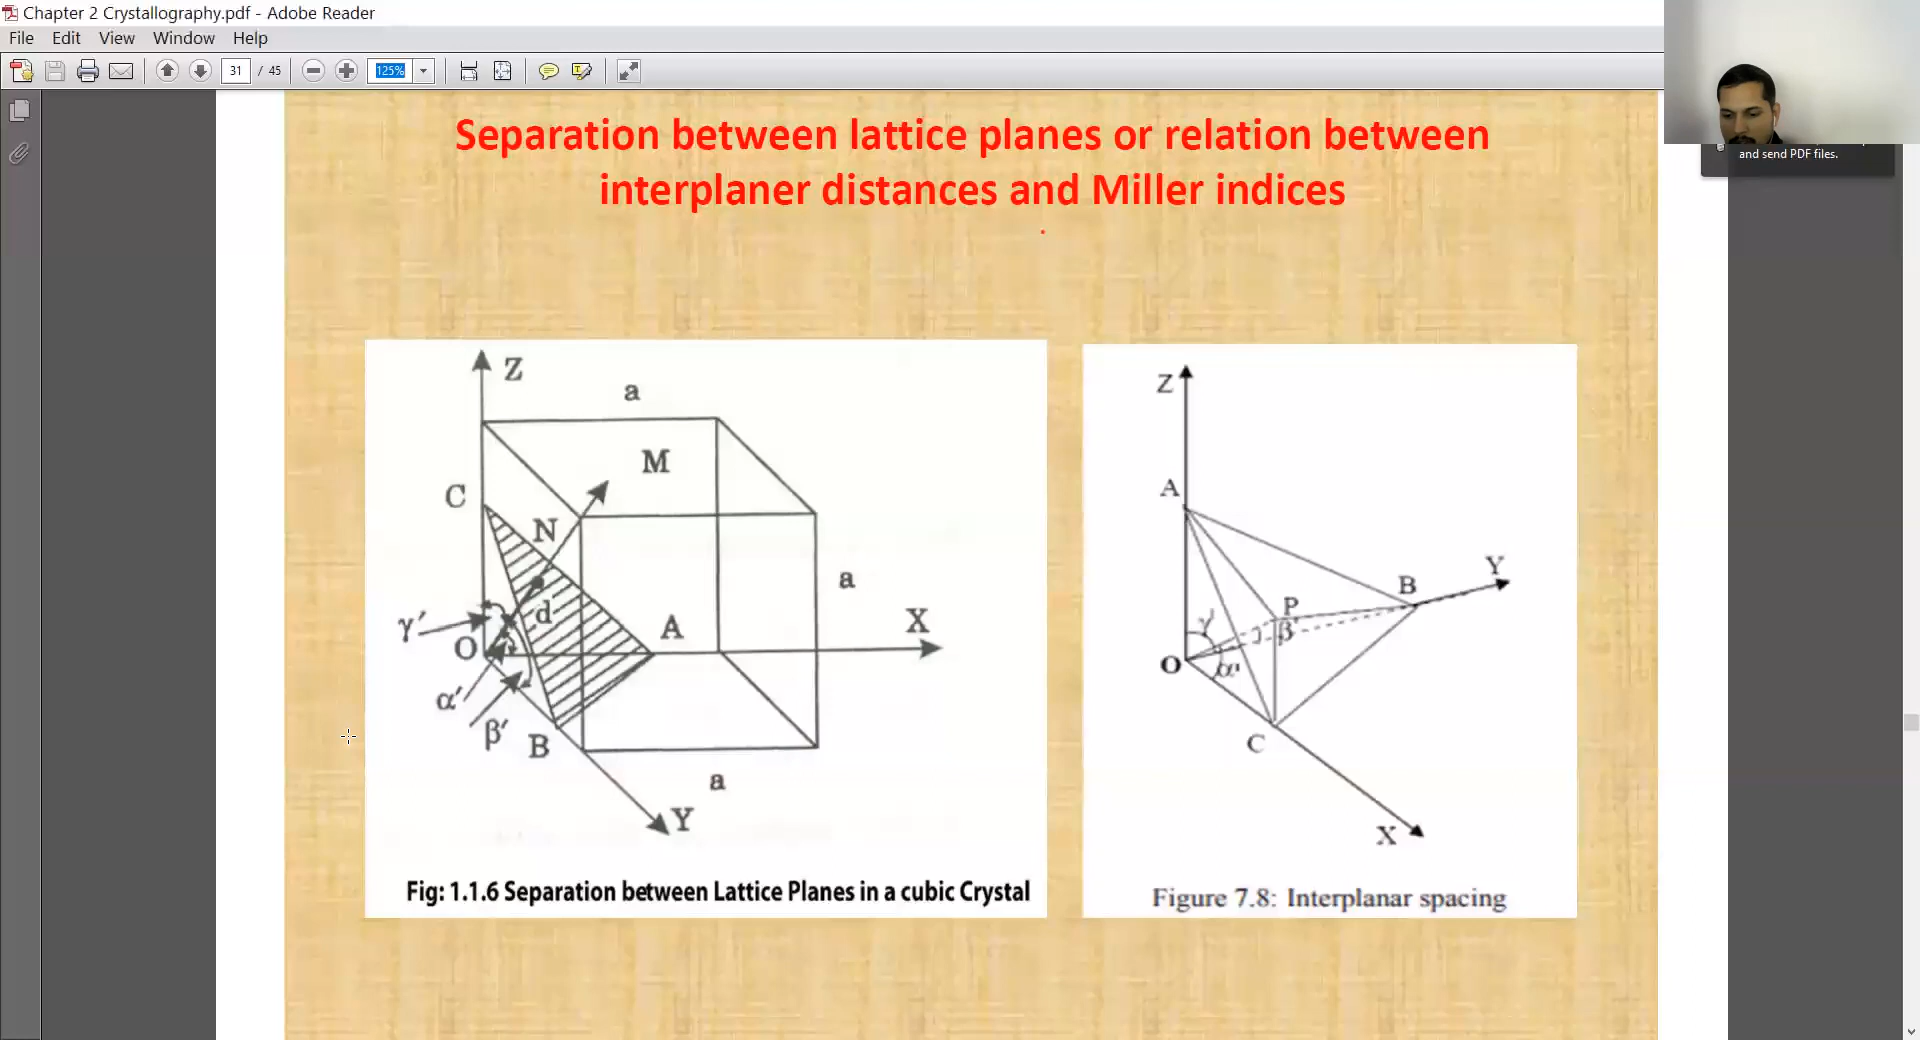 Chapter 2 Crystallography.pdf - Adobe Reader
File Edit View Window Help
31 / 45 125%
and send PDF files.
Separation between lattice planes or relation between
interplaner distances and Miller indices
Z
a
M
C
N
a
d
γ'
A
X
O
α'
β'
B
a
Y
Fig: 1.1.6 Separation between Lattice Planes in a cubic Crystal
Z
A
Y
B
P
γ'
β'
O
α'
C
X
Figure 7.8: Interplanar spacing